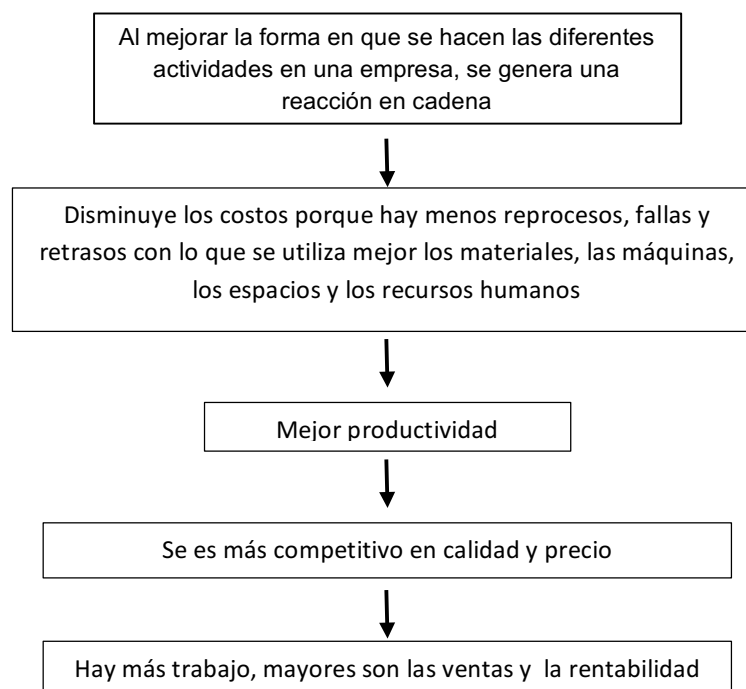 Al mejorar la forma en que se hacen las diferentes
actividades en una empresa, se genera una
reacción en cadena
Disminuye los costos porque hay menos reprocesos, fallas y
retrasos con lo que se utiliza mejor los materiales, las máquinas,
los espacios y los recursos humanos
Mejor productividad
Se es más competitivo en calidad y precio
Hay más trabajo, mayores son las ventas y  la rentabilidad